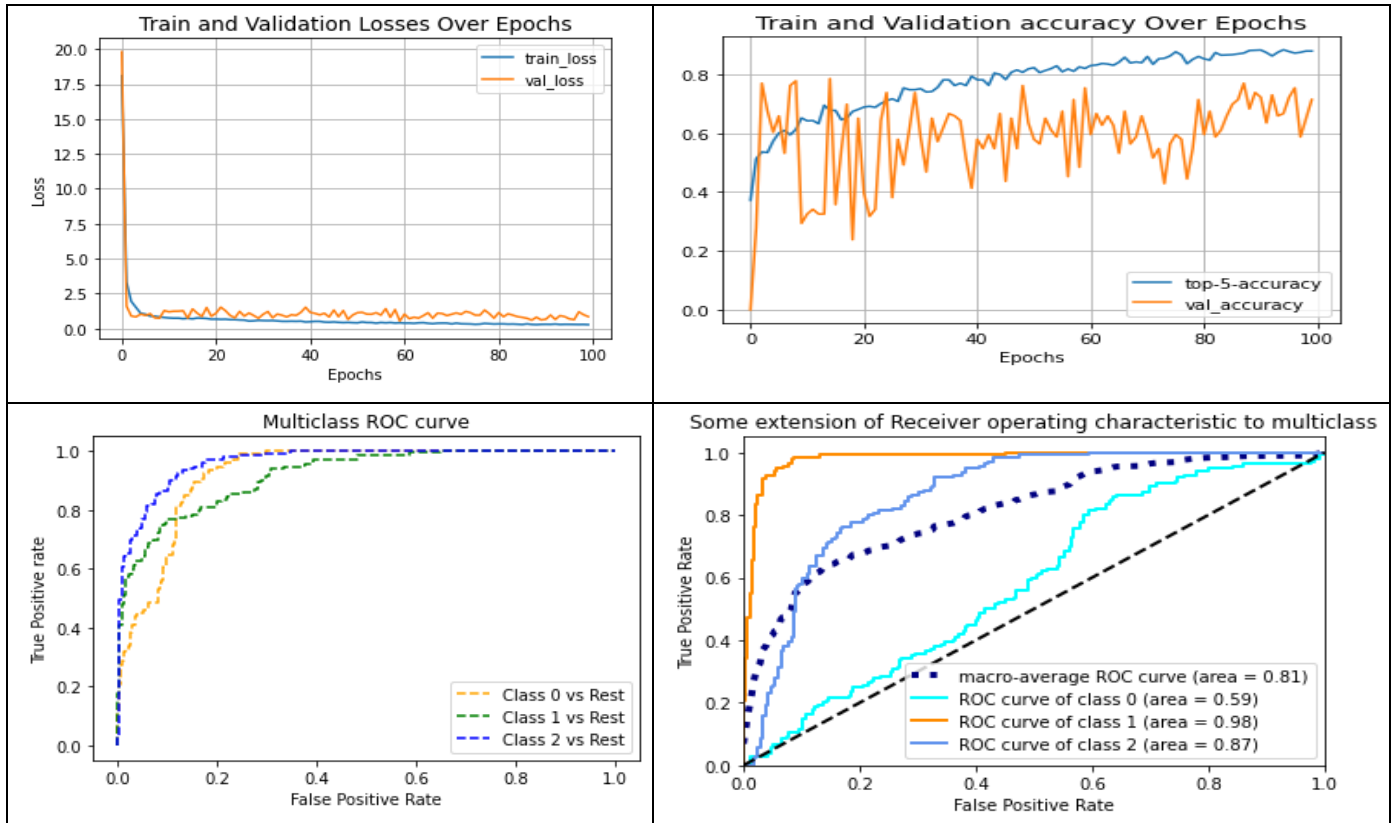 Train and Validation Losses Over Epochs
20.0
17.5
15.0
12.5
10.0
7.5
5.0
2.5
0.0
Loss
train_loss
val_loss
0 20 40 60 80 100
Epochs
Train and Validation accuracy Over Epochs
0.8
0.6
0.4
0.2
0.0
top-5-accuracy
val_accuracy
0 20 40 60 80 100
Epochs
Multiclass ROC curve
1.0
0.8
0.6
0.4
0.2
0.0
True Positive rate
Class 0 vs Rest
Class 1 vs Rest
Class 2 vs Rest
0.0 0.2 0.4 0.6 0.8 1.0
False Positive Rate
Some extension of Receiver operating characteristic to multiclass
1.0
0.8
0.6
0.4
0.2
0.0
True Positive Rate
macro-average ROC curve (area = 0.81)
ROC curve of class 0 (area = 0.59)
ROC curve of class 1 (area = 0.98)
ROC curve of class 2 (area = 0.87)
0.0 0.2 0.4 0.6 0.8 1.0
False Positive Rate